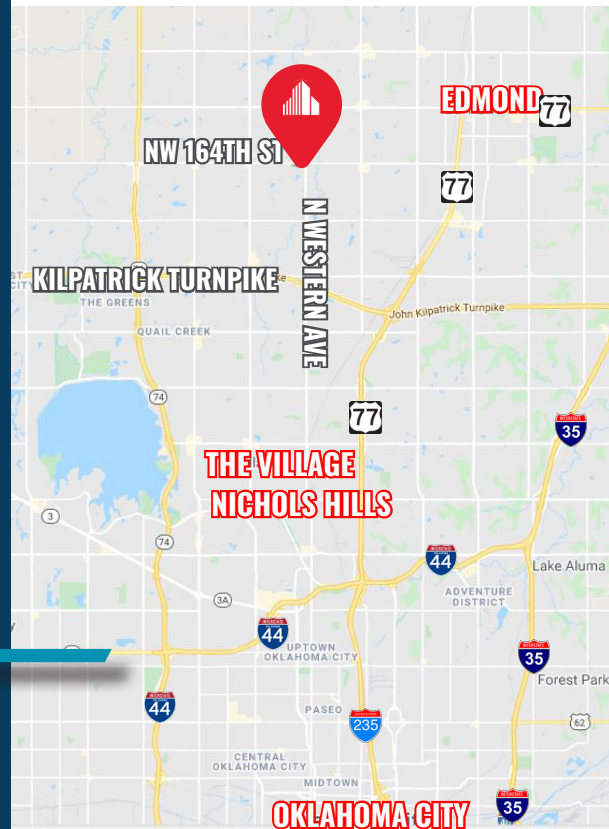 EDMOND
77
NW 164TH ST
77
N WESTERN AVE
KILPATRICK TURNPIKE
THE GREENS
John Kilpatrick Turnpike
QUAIL CREEK
74
77
35
THE VILLAGE
NICHOLS HILLS
3
74
44
Lake Aluma
3A
ADVENTURE
DISTRICT
44
UPTOWN
OKLAHOMA CITY
35
Forest Park
44
PASEO
235
62
CENTRAL
OKLAHOMA CITY
MIDTOWN
OKLAHOMA CITY
35